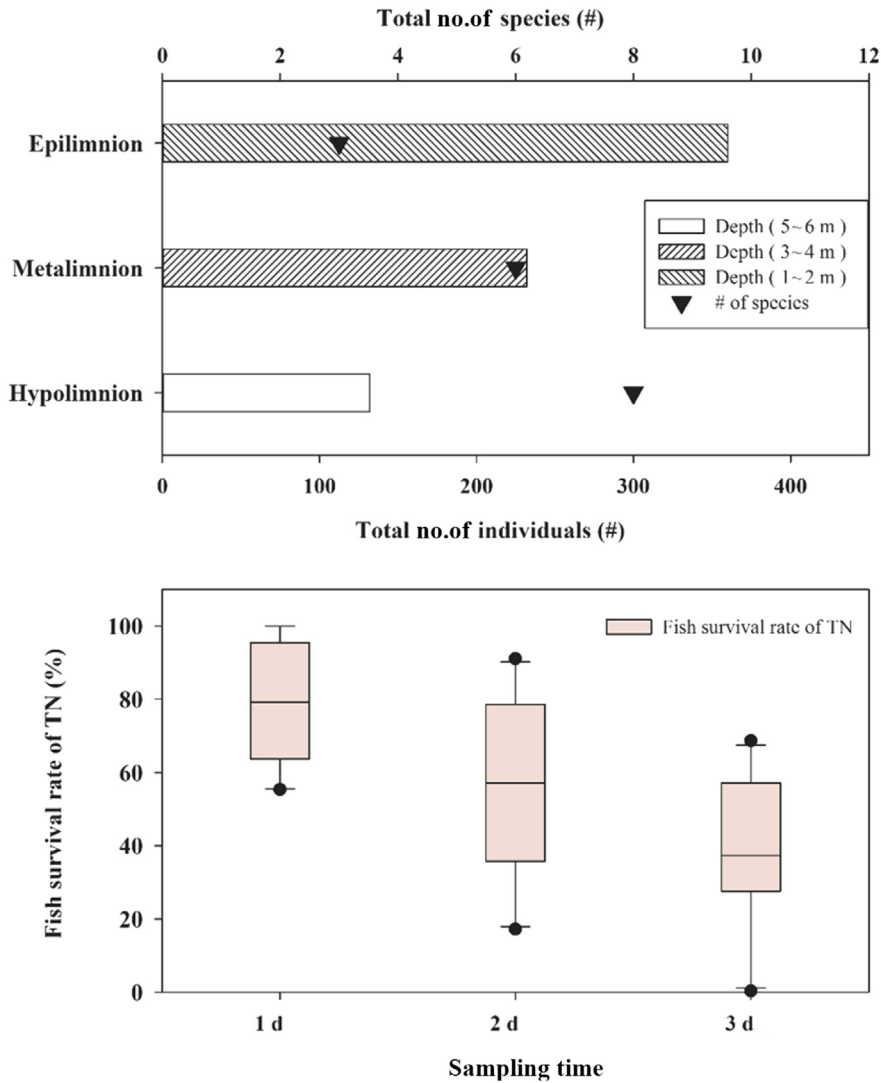 Total no.of species (#)
0 2 4 6 8 10 12
Epilimnion
Metalimnion
Hypolimnion
Depth ( 5~6 m )
Depth ( 3~4 m )
Depth ( 1~2 m )
# of species
0 100 200 300 400
Total no.of individuals (#)
Fish survival rate of TN (%)
100
80
60
40
20
0
Fish survival rate of TN
1 d 2 d 3 d
Sampling time